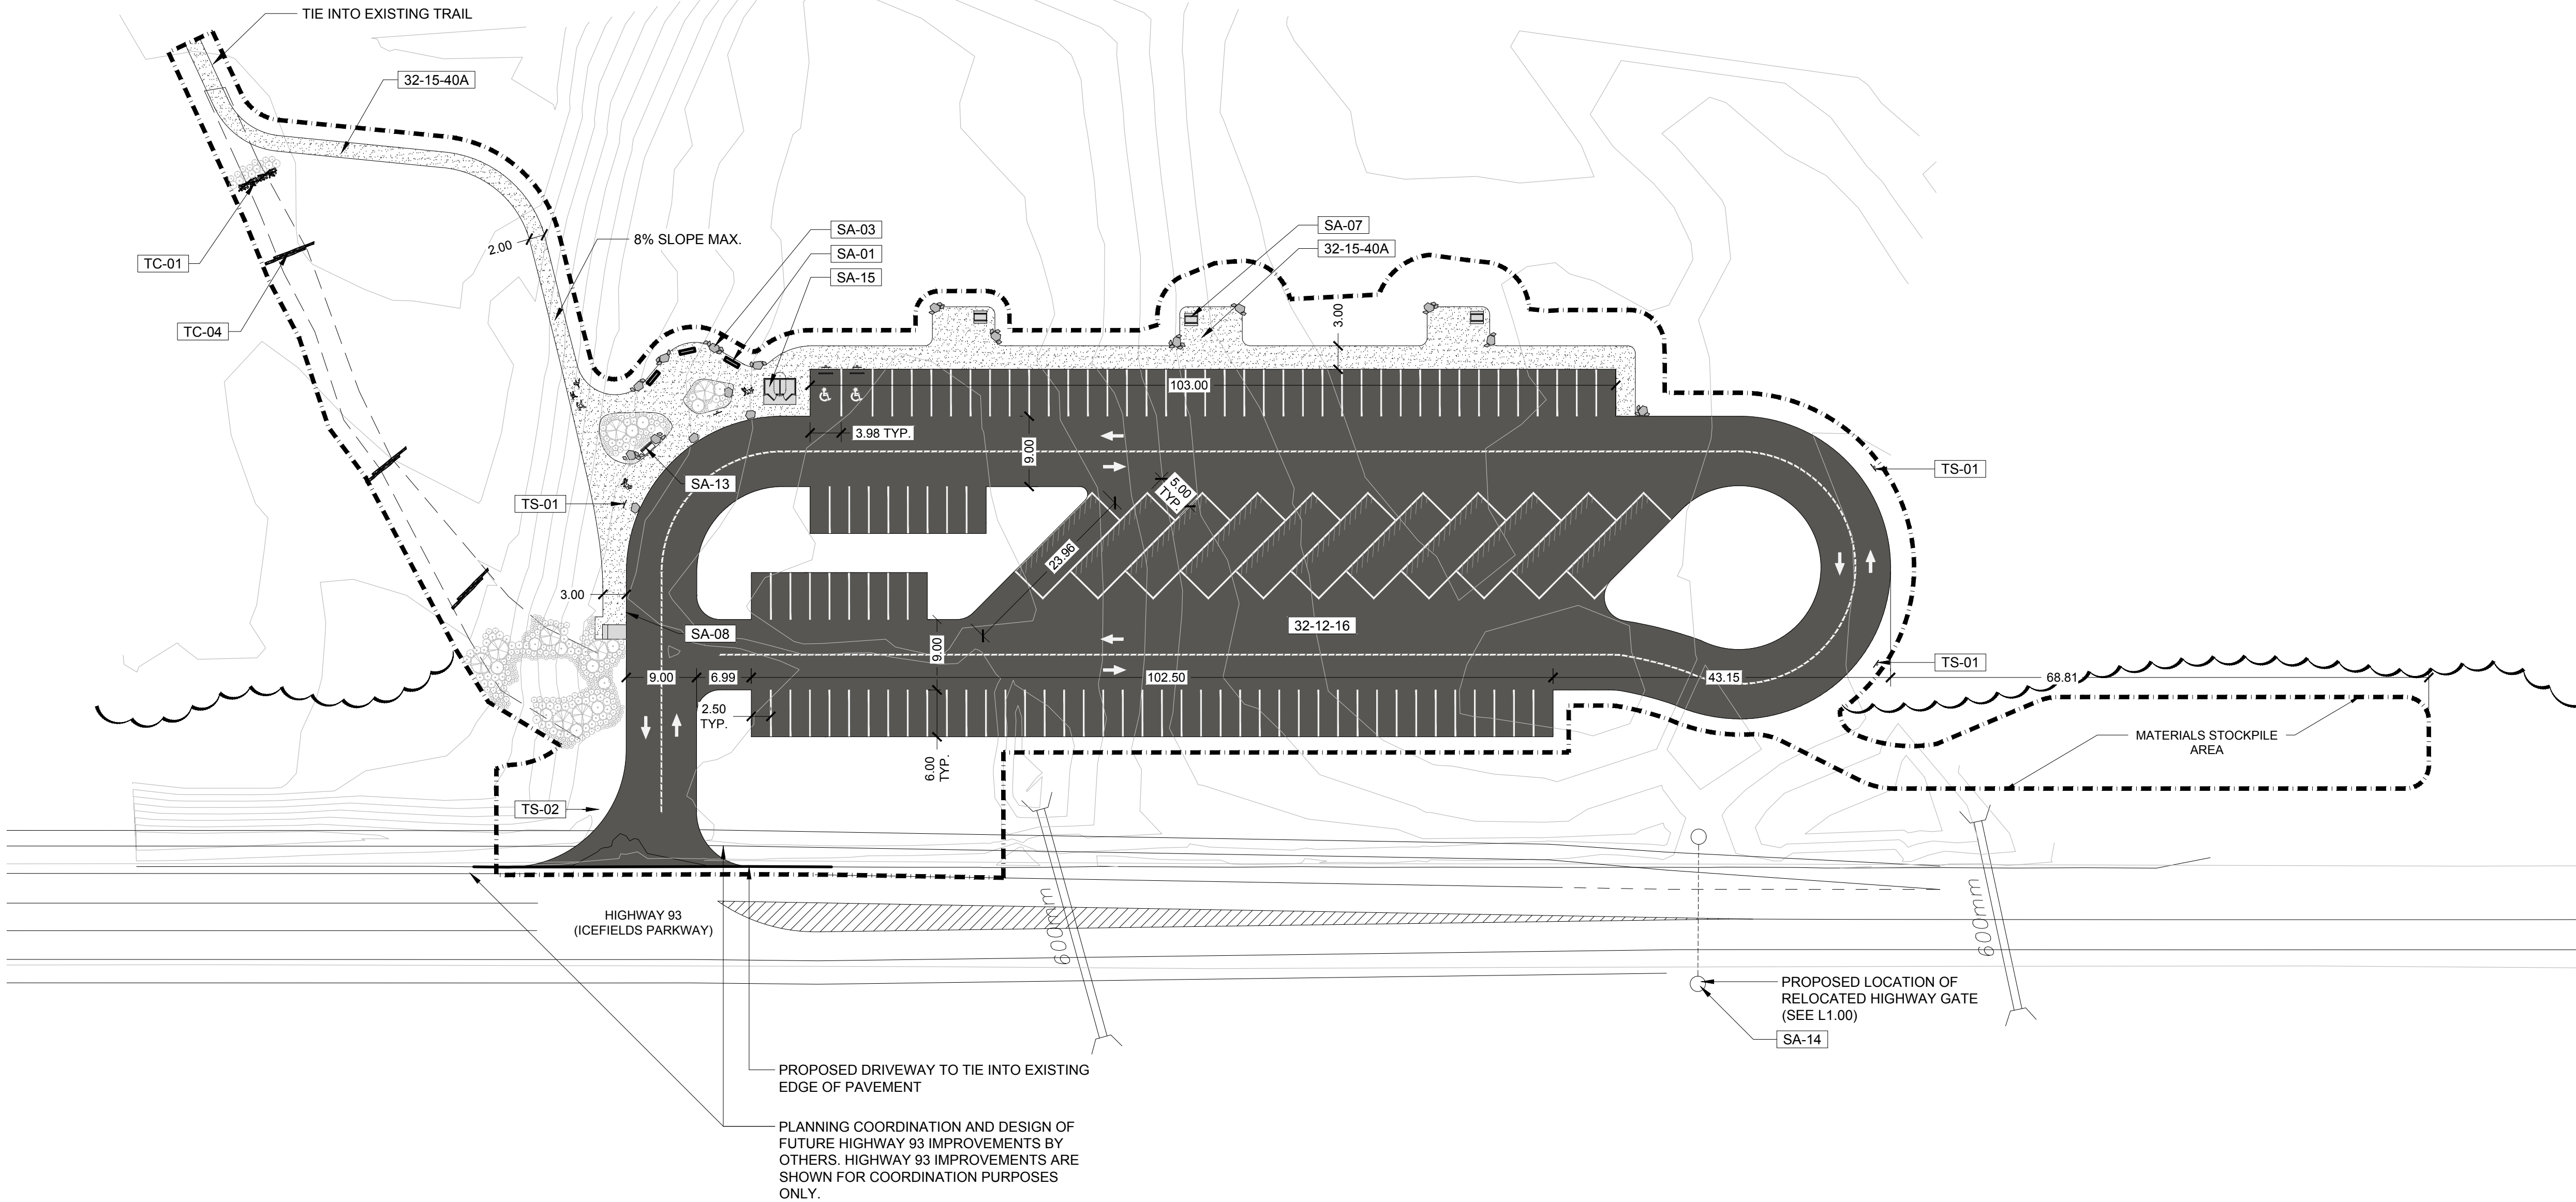 TIE INTO EXISTING TRAIL
32-15-40A
TC-01
TC-04
2.00
8% SLOPE MAX.
SA-03
SA-01
SA-15
SA-07
32-15-40A
3.00
103.00
3.98 TYP.
9.00
5.00
TYP.
23.96
SA-13
TS-01
TS-01
3.00
SA-08
32-12-16
9.00
TS-01
9.00
6.99
102.50
43.15
68.81
2.50
TYP.
6.00
TYP.
MATERIALS STOCKPILE
AREA
TS-02
HIGHWAY 93
(ICEFIELDS PARKWAY)
600mm
600mm
PROPOSED LOCATION OF
RELOCATED HIGHWAY GATE
(SEE L1.00)
SA-14
PROPOSED DRIVEWAY TO TIE INTO EXISTING
EDGE OF PAVEMENT
PLANNING COORDINATION AND DESIGN OF
FUTURE HIGHWAY 93 IMPROVEMENTS BY
OTHERS. HIGHWAY 93 IMPROVEMENTS ARE
SHOWN FOR COORDINATION PURPOSES
ONLY.